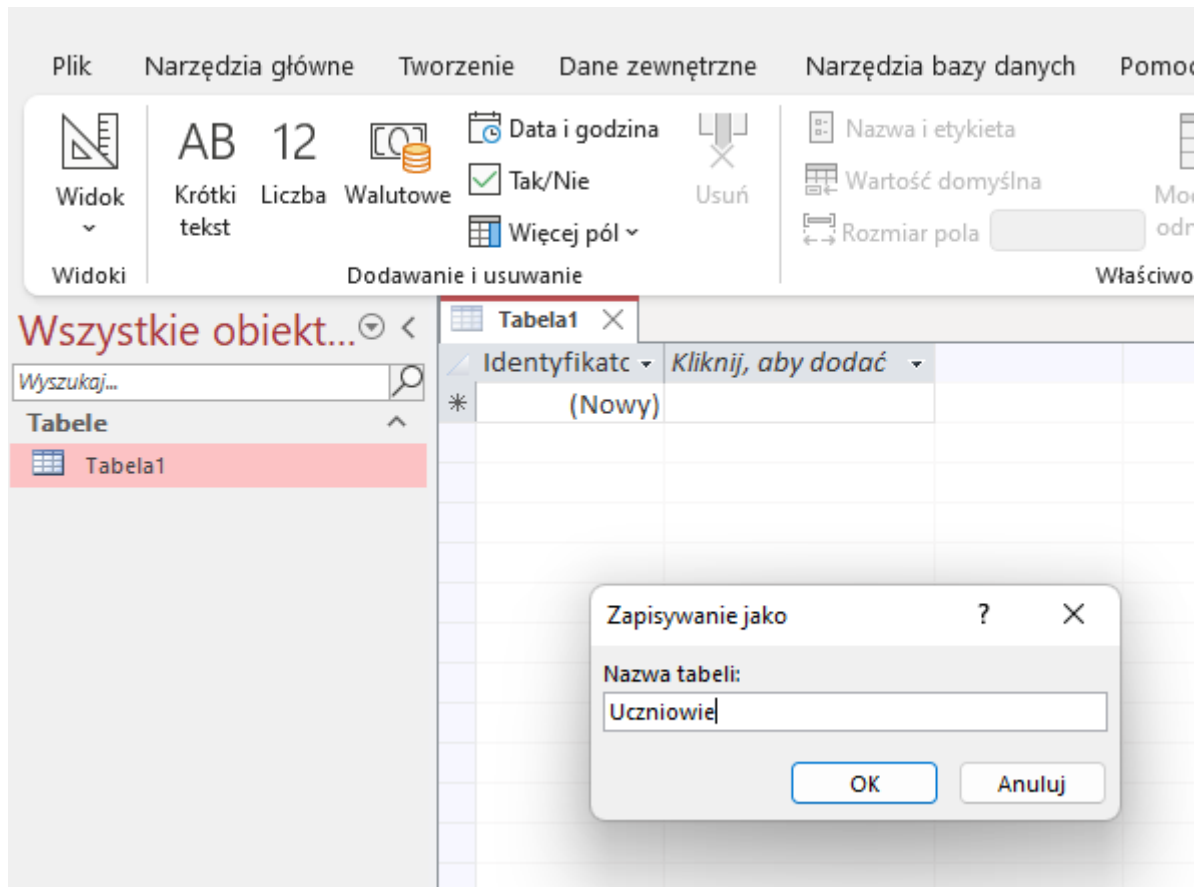 Plik Narzędzia główne Tworzenie Dane zewnętrzne Narzędzia bazy danych Pomoc
Widok
Widoki
AB
Krótki
tekst
12
Liczba
Walutowe
Data i godzina
Tak/Nie
Więcej pól
Usuń
Dodawanie i usuwanie
Nazwa i etykieta
Wartość domyślna
Rozmiar pola
Wszystkie obiekt...
Wyszukaj...
Tabele
Tabela1
Tabela1
Identyfikatc Kliknij, aby dodać
(Nowy)
Zapisywanie jako ?
Nazwa tabeli:
Uczniowie
OK Anuluj